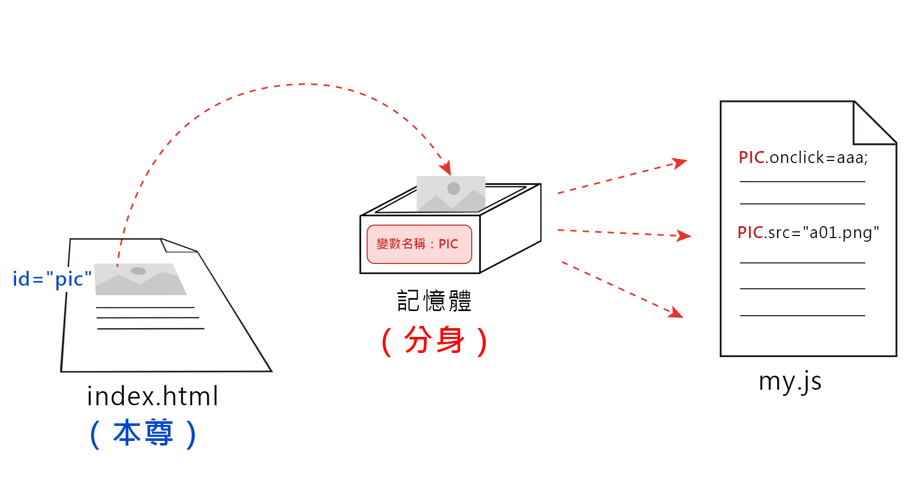 id="pic"
index.html
（本尊）
變數名稱：PIC
記憶體
（分身）
PIC.onclick=aaa;
PIC.src="a01.png"
my.js